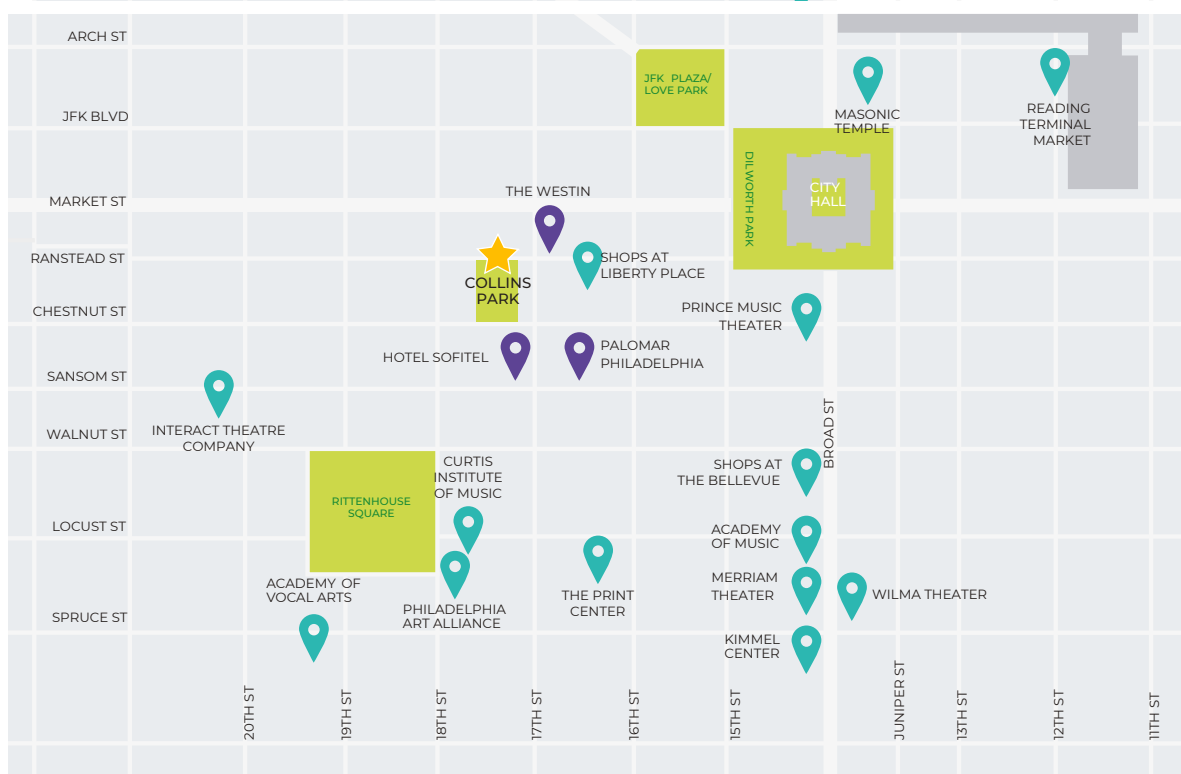 ARCH ST
JFK PLAZA/
LOVE PARK
JFK BLVD
MASONIC
TEMPLE
READING
TERMINAL
MARKET
DILWORTH PARK
CITY
HALL
THE WESTIN
MARKET ST
RANSTEAD ST
SHOPS AT
LIBERTY PLACE
COLLINS
PARK
CHESTNUT ST
PRINCE MUSIC
THEATER
HOTEL SOFITEL
PALOMAR
PHILADELPHIA
SANSOM ST
INTERACT THEATRE
COMPANY
WALNUT ST
BROAD ST
CURTIS
INSTITUTE
OF MUSIC
SHOPS AT
THE BELLEVUE
RITTENHOUSE
SQUARE
LOCUST ST
ACADEMY
OF MUSIC
ACADEMY OF
VOCAL ARTS
PHILADELPHIA
ART ALLIANCE
THE PRINT
CENTER
MERRIAM
THEATER
WILMA THEATER
SPRUCE ST
KIMMEL
CENTER
20TH ST
19TH ST
18TH ST
17TH ST
16TH ST
15TH ST
JUNIPER ST
13TH ST
12TH ST
11TH ST